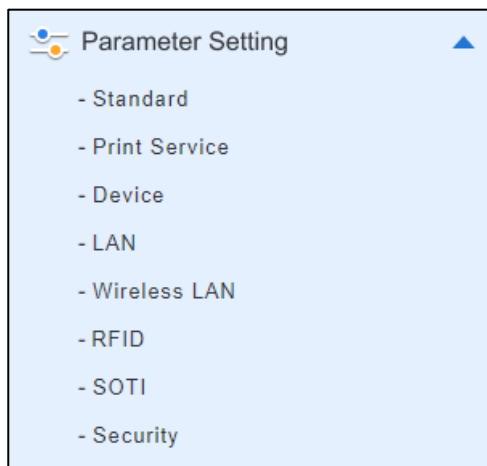 Parameter Setting
- Standard
- Print Service
- Device
- LAN
- Wireless LAN
- RFID
- SOTI
- Security